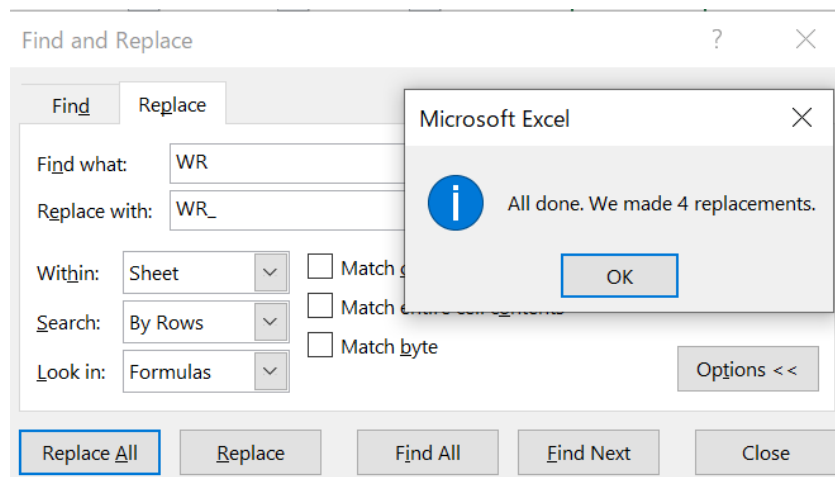 Find and Replace ?
Find Replace
Microsoft Excel
All done. We made 4 replacements.
OK
Find what: WR
Replace with: WR_
Within: Sheet
Match
Search: By Rows
Match
Look in: Formulas
Match byte
Options <<
Replace All Replace Find All Find Next Close